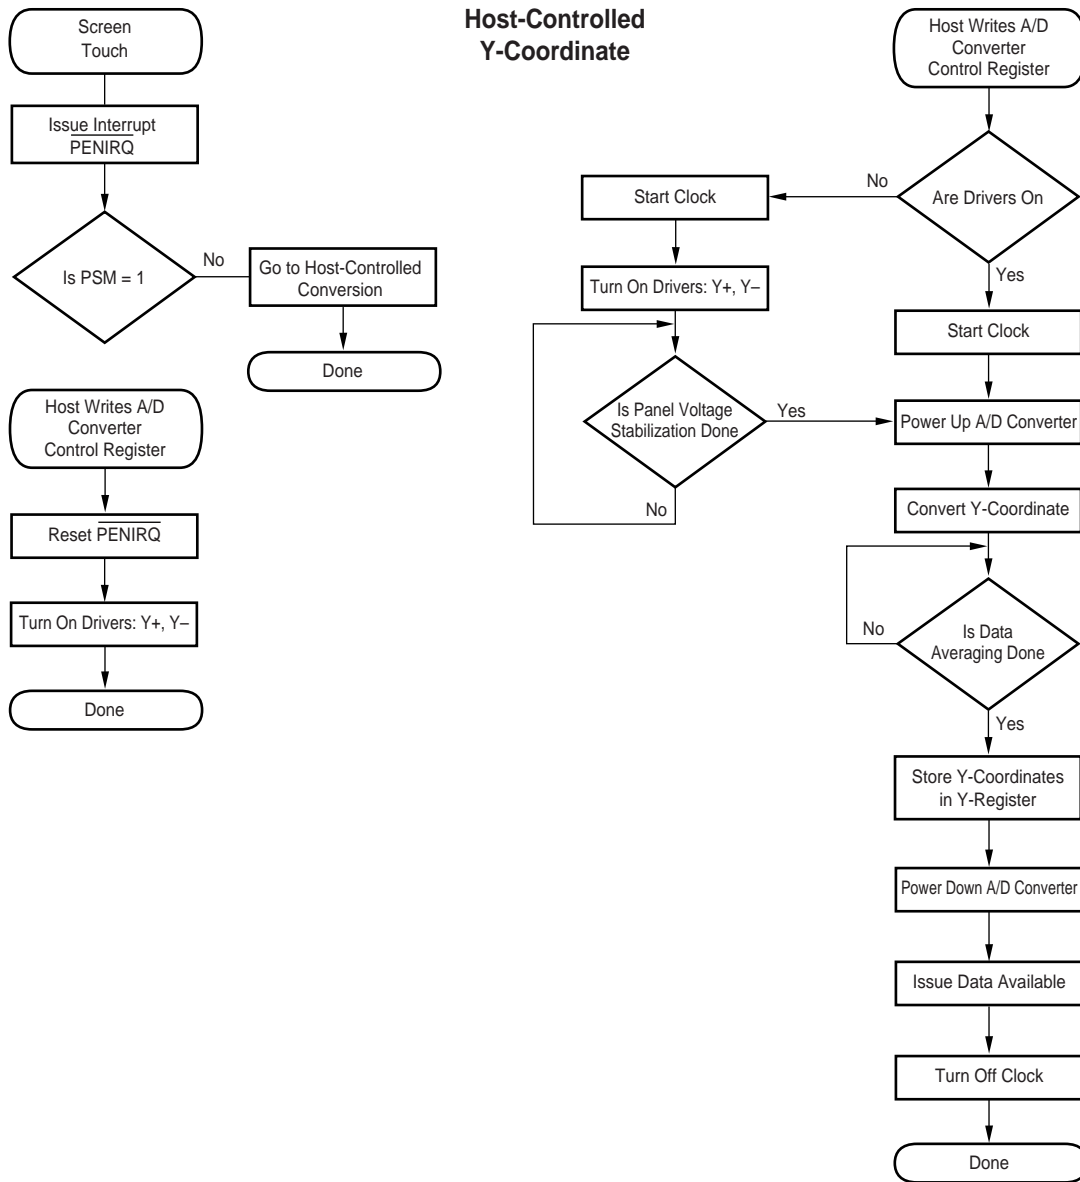 Host-Controlled
Y-Coordinate
Screen
Touch
Issue Interrupt
PENIRQ
Is PSM = 1
No
Go to Host-Controlled
Conversion
Done
Host Writes A/D
Converter
Control Register
Reset PENIRQ
Turn On Drivers: Y+, Y–
Done
Host Writes A/D
Converter
Control Register
Are Drivers On
No
Start Clock
Turn On Drivers: Y+, Y–
Is Panel Voltage
Stabilization Done
Yes
No
Yes
Start Clock
Power Up A/D Converter
Convert Y-Coordinate
Is Data
Averaging Done
No
Yes
Store Y-Coordinates
in Y-Register
Power Down A/D Converter
Issue Data Available
Turn Off Clock
Done